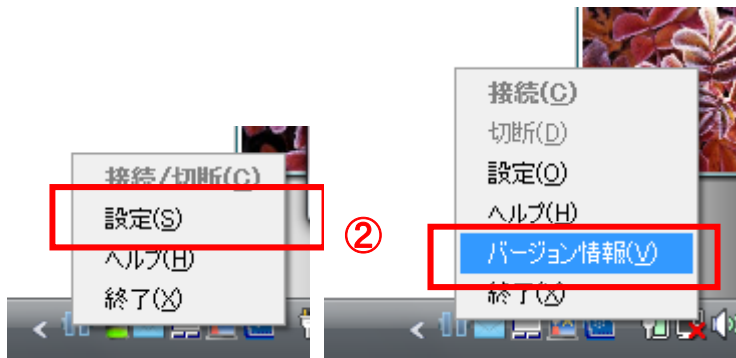 接続/切断(C)
設定(S)
ヘルプ(H)
終了(X)
②
接続(C)
切断(D)
設定(O)
ヘルプ(H)
バージョン情報(V)
終了(X)